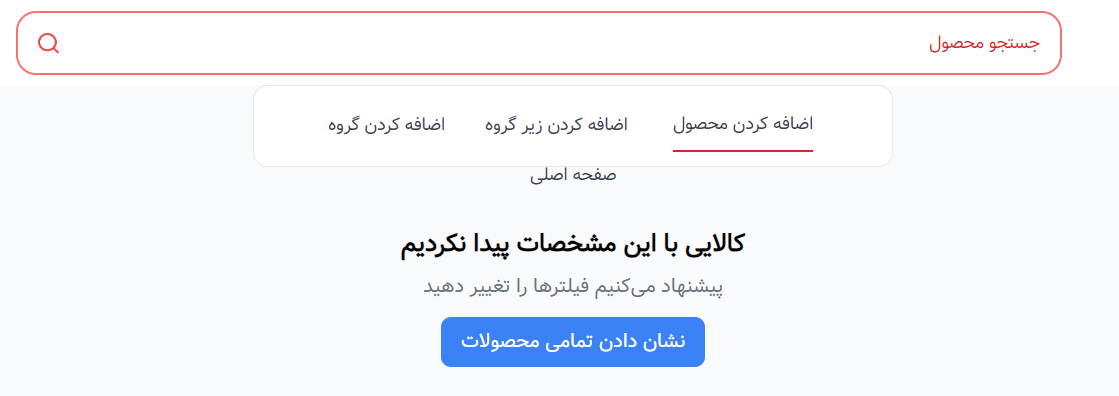 جستجو محصول
اضافه کردن محصول اضافه کردن زیر گروه اضافه کردن گروه
صفحه اصلی
کالایی با این مشخصات پیدا نکردیم
پیشنهاد می‌کنیم فیلترها را تغییر دهید
نشان دادن تمامی محصولات